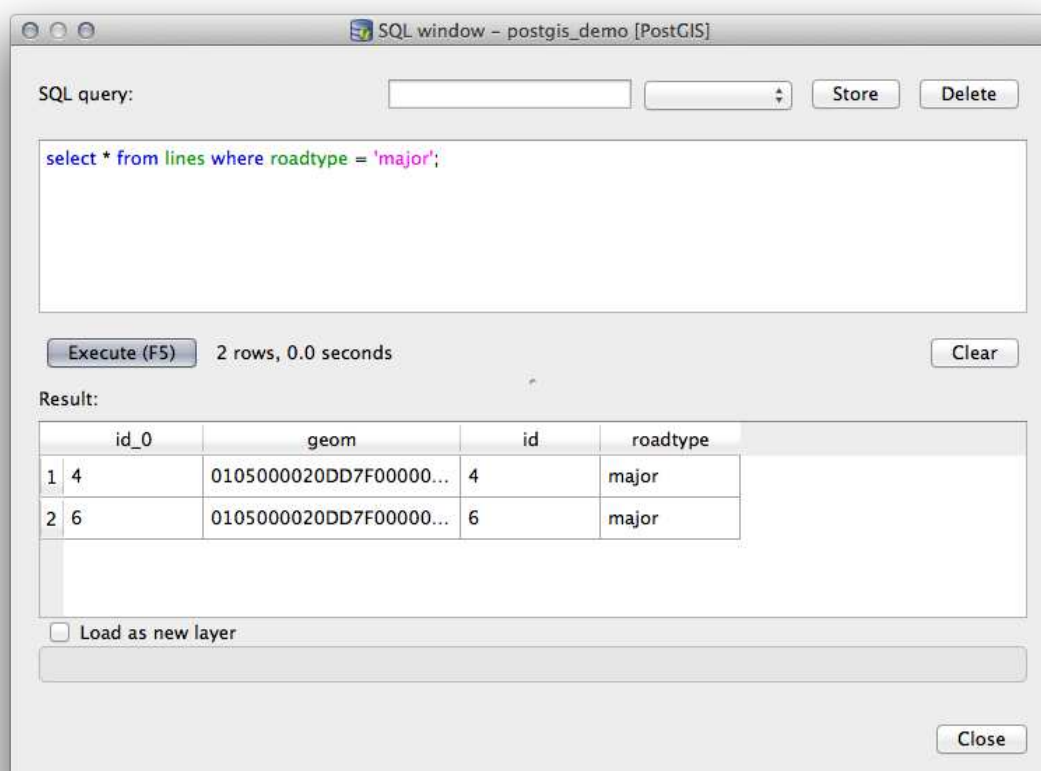 SQL window - postgis_demo [PostGIS]
SQL query:
Store
Delete
select * from lines where roadtype = 'major';
Execute (F5)
2 rows, 0.0 seconds
Clear
Result:
id_0 geom id roadtype
1 4 0105000020DD7F00000... 4 major
2 6 0105000020DD7F00000... 6 major
Load as new layer
Close